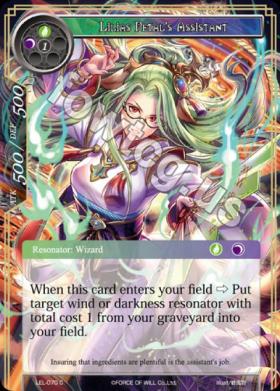 Lilias Petal's Assistant
1
ATK 500 DEF 500
Resonator: Wizard
When this card enters your field ⇨ Put
target wind or darkness resonator with
total cost 1 from your graveyard into
your field.
Insuring that ingredients are plentiful is the assistant's job.
LEL-070 C
©FORCE OF WILL Co.,Ltd.